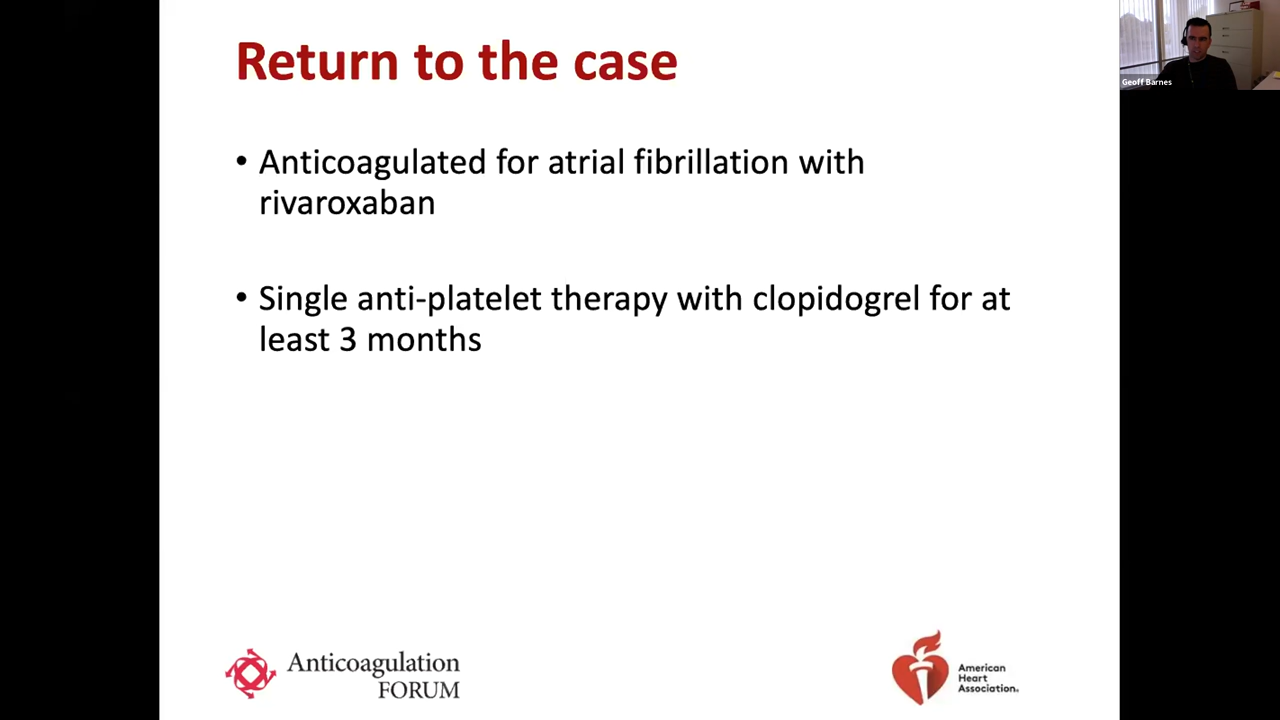 Return to the case
• Anticoagulated for atrial fibrillation with
rivaroxaban
• Single anti-platelet therapy with clopidogrel for at
least 3 months
Geoff Barnes
Anticoagulation
FORUM
American
Heart
Association®